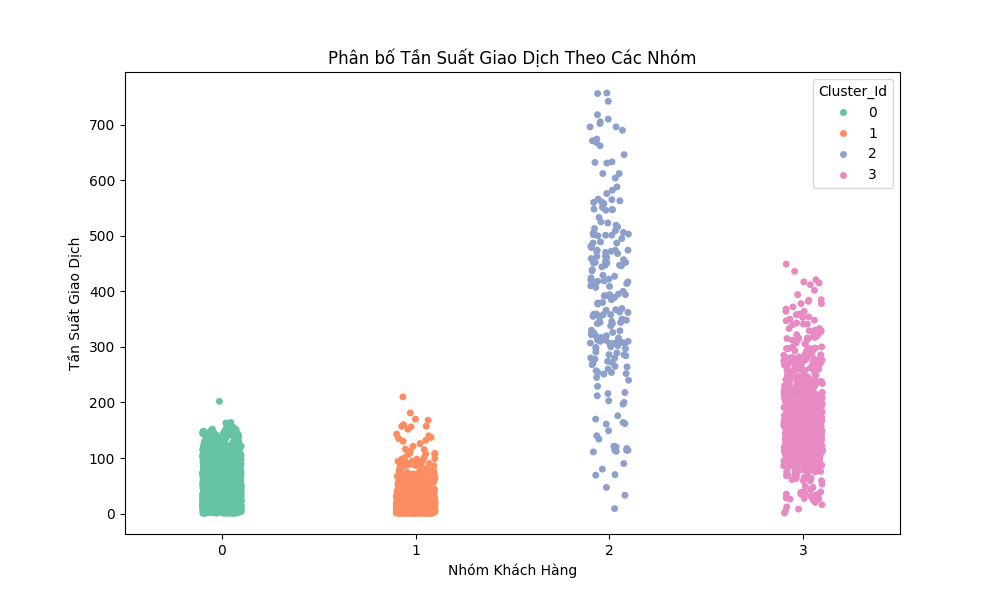 Phân bố Tần Suất Giao Dịch Theo Các Nhóm
Cluster_Id
0
1
2
3
Tần Suất Giao Dịch
700
600
500
400
300
200
100
0
0 1 2 3
Nhóm Khách Hàng